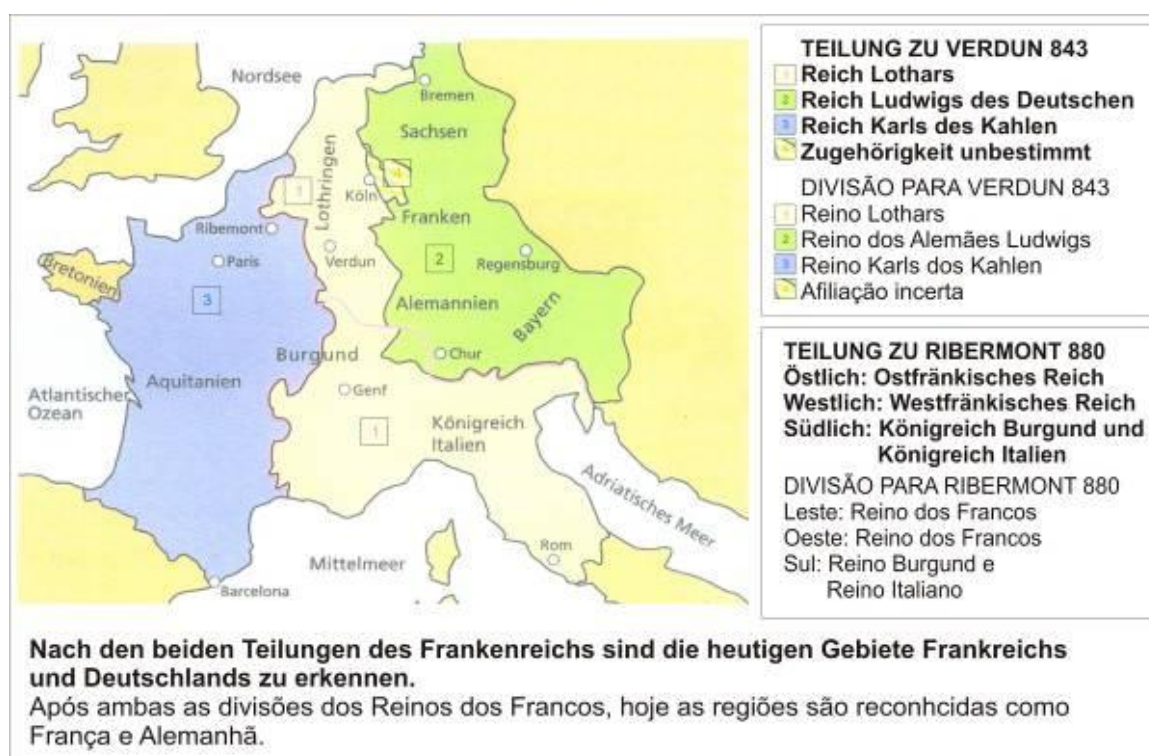 Nordsee
Bremen
Sachsen
4
1
Lothringen
Köln
Franken
Ribemont
Verdun
2
Regensburg
Paris
Bretonien
3
Alemannien
Bayern
Burgund
Chur
Aquitanien
Genf
Atlantischer
Ozean
1
Königreich
Italien
Adriatisches Meer
Rom
Mittelmeer
Barcelona
TEILUNG ZU VERDUN 843
1 Reich Lothars
2 Reich Ludwigs des Deutschen
3 Reich Karls des Kahlen
Zugehörigkeit unbestimmt
DIVISÃO PARA VERDUN 843
1 Reino Lothars
2 Reino dos Alemães Ludwigs
3 Reino Karls dos Kahlen
Afiliação incerta
TEILUNG ZU RIBERMONT 880
Östlich: Ostfränkisches Reich
Westlich: Westfränkisches Reich
Südlich: Königreich Burgund und
Königreich Italien
DIVISÃO PARA RIBERMONT 880
Leste: Reino dos Francos
Oeste: Reino dos Francos
Sul: Reino Burgund e
Reino Italiano
Nach den beiden Teilungen des Frankenreichs sind die heutigen Gebiete Frankreichs
und Deutschlands zu erkennen.
Após ambas as divisões dos Reinos dos Francos, hoje as regiões são reconhcidas como
França e Alemanhã.